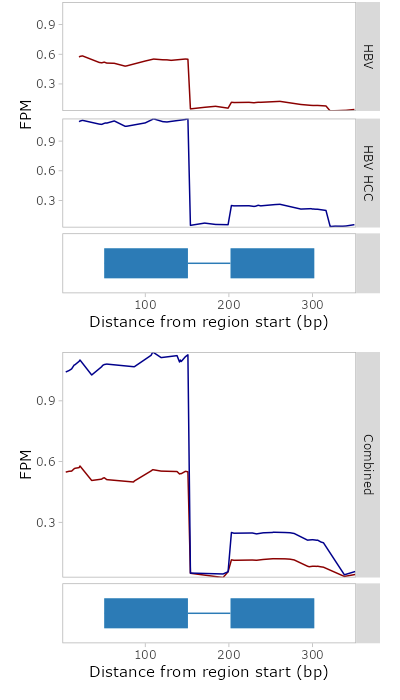 0.9
0.6
0.3
HBV
FPM
0.9
0.6
0.3
HBV HCC
100 200 300
Distance from region start (bp)
0.9
0.6
0.3
FPM
Combined
100 200 300
Distance from region start (bp)